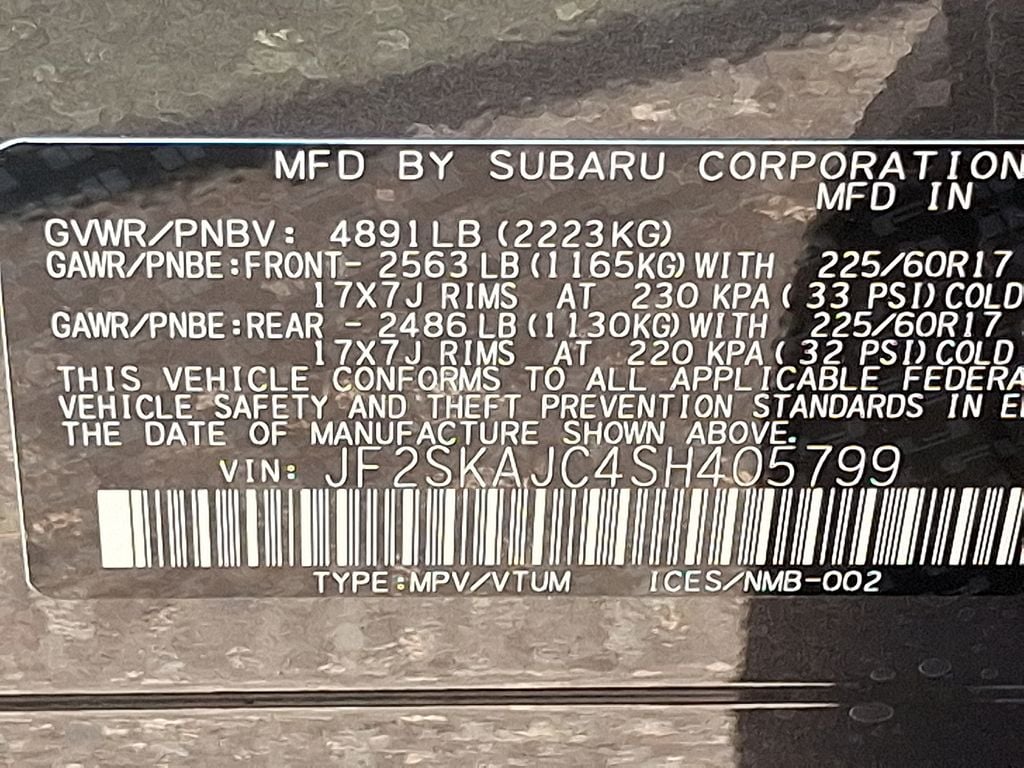 MFD BY SUBARU CORPORATION
MFD IN
GVWR/PNBV: 4891LB (2223KG)
GAWR/PNBE:FRONT- 2563 LB(1165KG)WITH 225/60R17
17X7J RIMS AT 230 KPA( 33 PSI)COLD
GAWR/PNBE:REAR - 2486 LB(1130KG)WITH 225/60R17
17X7J RIMS AT 220 KPA( 32 PSI)COLD
THIS VEHICLE CONFORMS TO ALL APPLICABLE FEDERA
VEHICLE SAFETY AND THEFT PREVENTION STANDARDS IN E
THE DATE OF MANUFACTURE SHOWN ABOVE.
VIN: JF2SKAJC4SH405799
TYPE:MPV/VTUM ICES/NMB-002